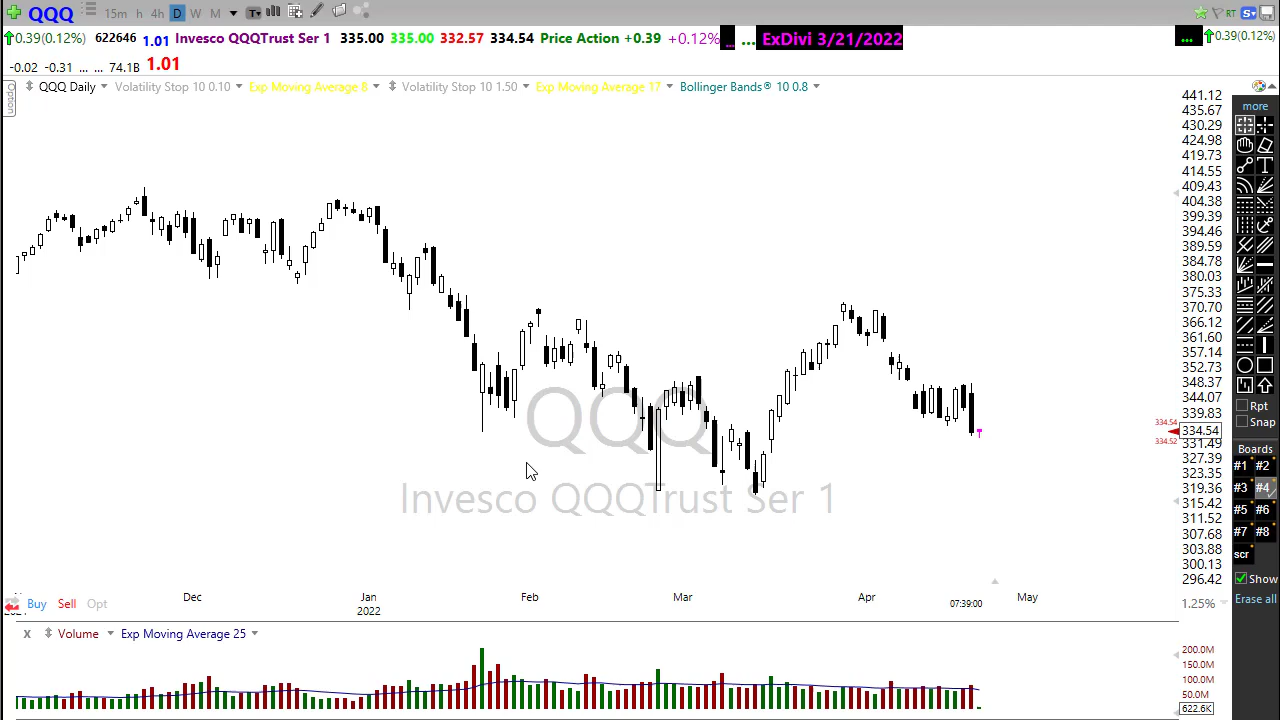 QQQ 15m h 4h D W M T RT S
0.39(0.12%) 622646 1.01 Invesco QQQTrust Ser 1 335.00 335.00 332.57 334.54 Price Action +0.39 +0.12% ... ... ExDivi 3/21/2022 ... 0.39(0.12%)
-0.02 -0.31 ... ... 74.1B 1.01
Option
QQQ Daily Volatility Stop 10 0.10 Exp Moving Average 8 Volatility Stop 10 1.50 Exp Moving Average 17 Bollinger Bands® 10 0.8
441.12
435.67
430.29
424.98
419.73
414.55
409.43
404.38
399.39
394.46
389.59
384.78
380.03
375.33
370.70
366.12
361.60
357.14
352.73
348.37
344.07
339.83
334.54 334.54
334.52
331.49
327.39
323.35
319.36
315.42
311.52
307.68
303.88
300.13
296.42
QQQ
Invesco QQQTrust Ser 1
more
T
Rpt
Snap
Boards
#1 #2
#3 #4
#5 #6
#7 #8
scr
Show
Erase all
Dec Jan Feb Mar Apr 07:39:00 May
2022
Buy Sell Opt 1.25%
X Volume Exp Moving Average 25
200.0M
150.0M
100.0M
50.0M
622.6K